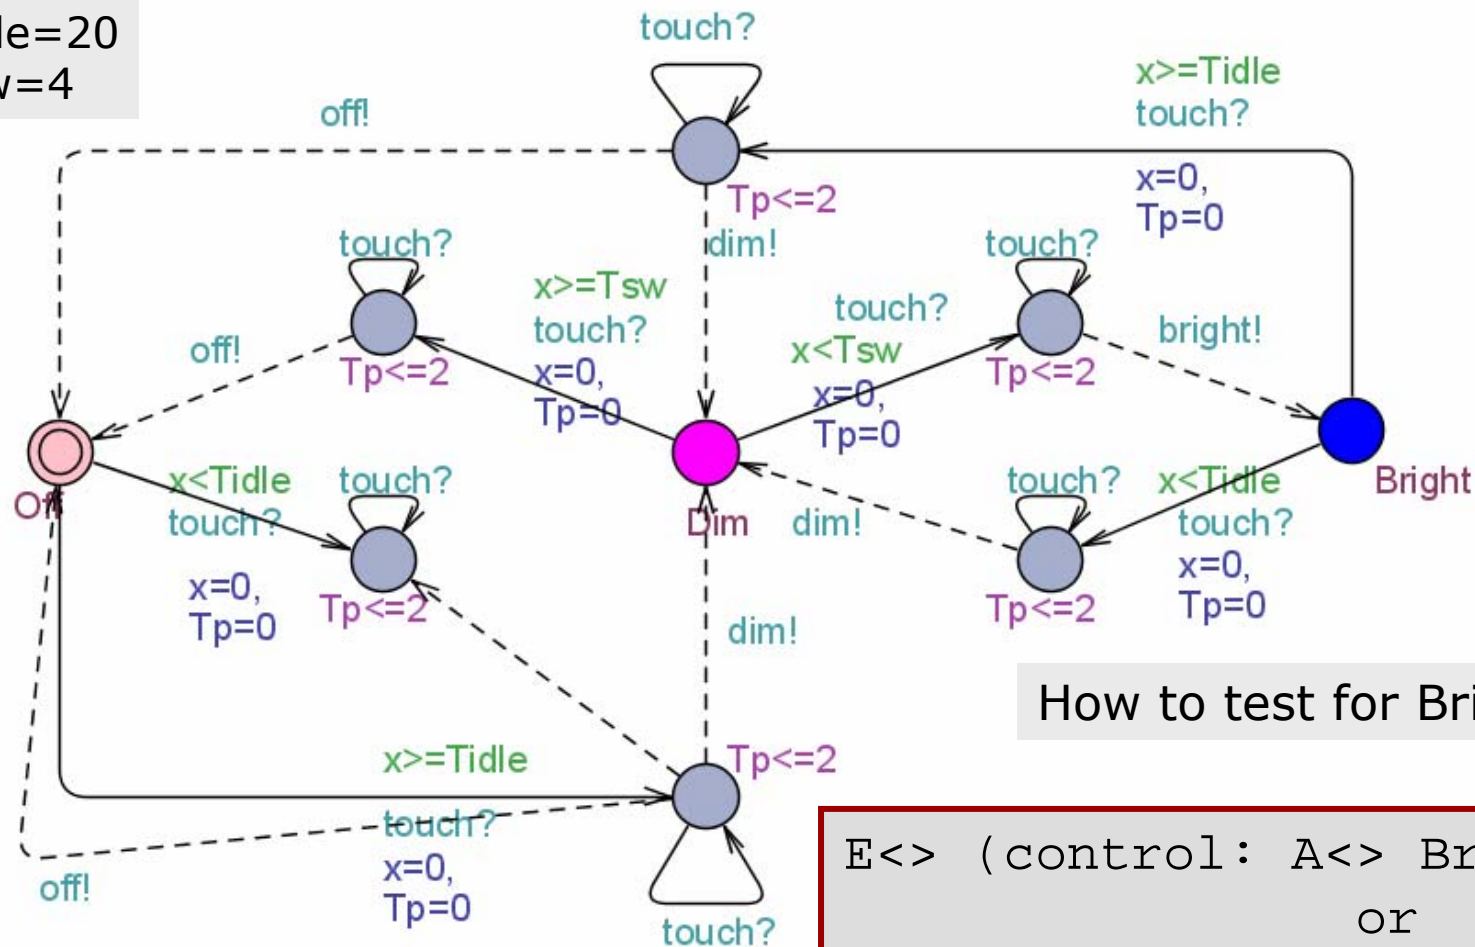 le=20
w=4
touch?
x>=Tidle
touch?
off!
x=0,
Tp=0
Tp<=2
dim!
touch?
touch?
x>=Tsw
touch?
x=0,
Tp=0
touch?
x<Tsw
x=0,
Tp=0
bright!
off!
Tp<=2
Tp<=2
Off
x<Tidle
touch?
x=0,
Tp=0
touch?
Tp<=2
Dim
dim!
touch?
Tp<=2
x<Tidle
touch?
x=0,
Tp=0
Bright
dim!
How to test for Bri
x>=Tidle
touch?
x=0,
Tp=0
Tp<=2
off!
touch?
E<> (control: A<> Br
or